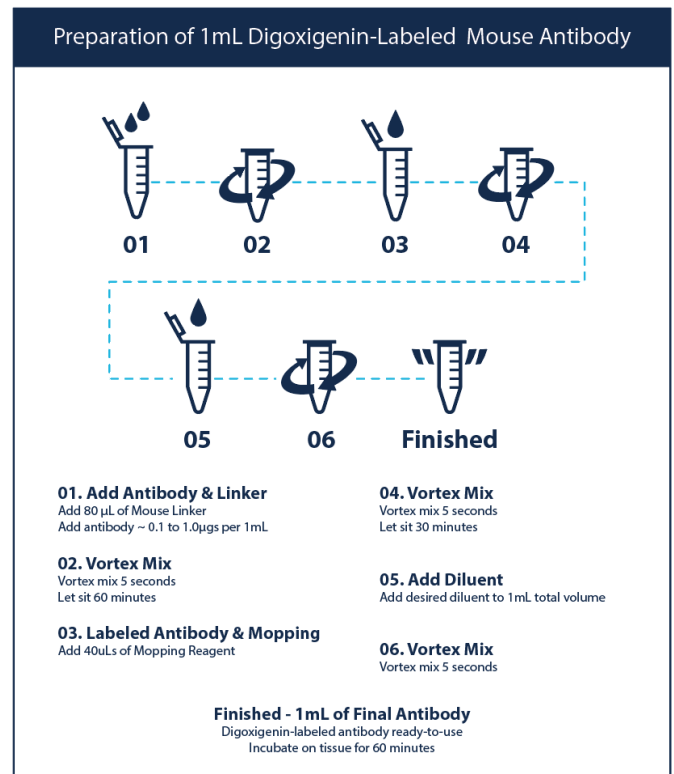 Preparation of 1mL Digoxigenin-Labeled Mouse Antibody
01
02
03
04
05
06
Finished
01. Add Antibody & Linker
Add 80 µL of Mouse Linker
Add antibody ~ 0.1 to 1.0µgs per 1mL
02. Vortex Mix
Vortex mix 5 seconds
Let sit 60 minutes
03. Labeled Antibody & Mopping
Add 40uLs of Mopping Reagent
04. Vortex Mix
Vortex mix 5 seconds
Let sit 30 minutes
05. Add Diluent
Add desired diluent to 1mL total volume
06. Vortex Mix
Vortex mix 5 seconds
Finished - 1mL of Final Antibody
Digoxigenin-labeled antibody ready-to-use
Incubate on tissue for 60 minutes